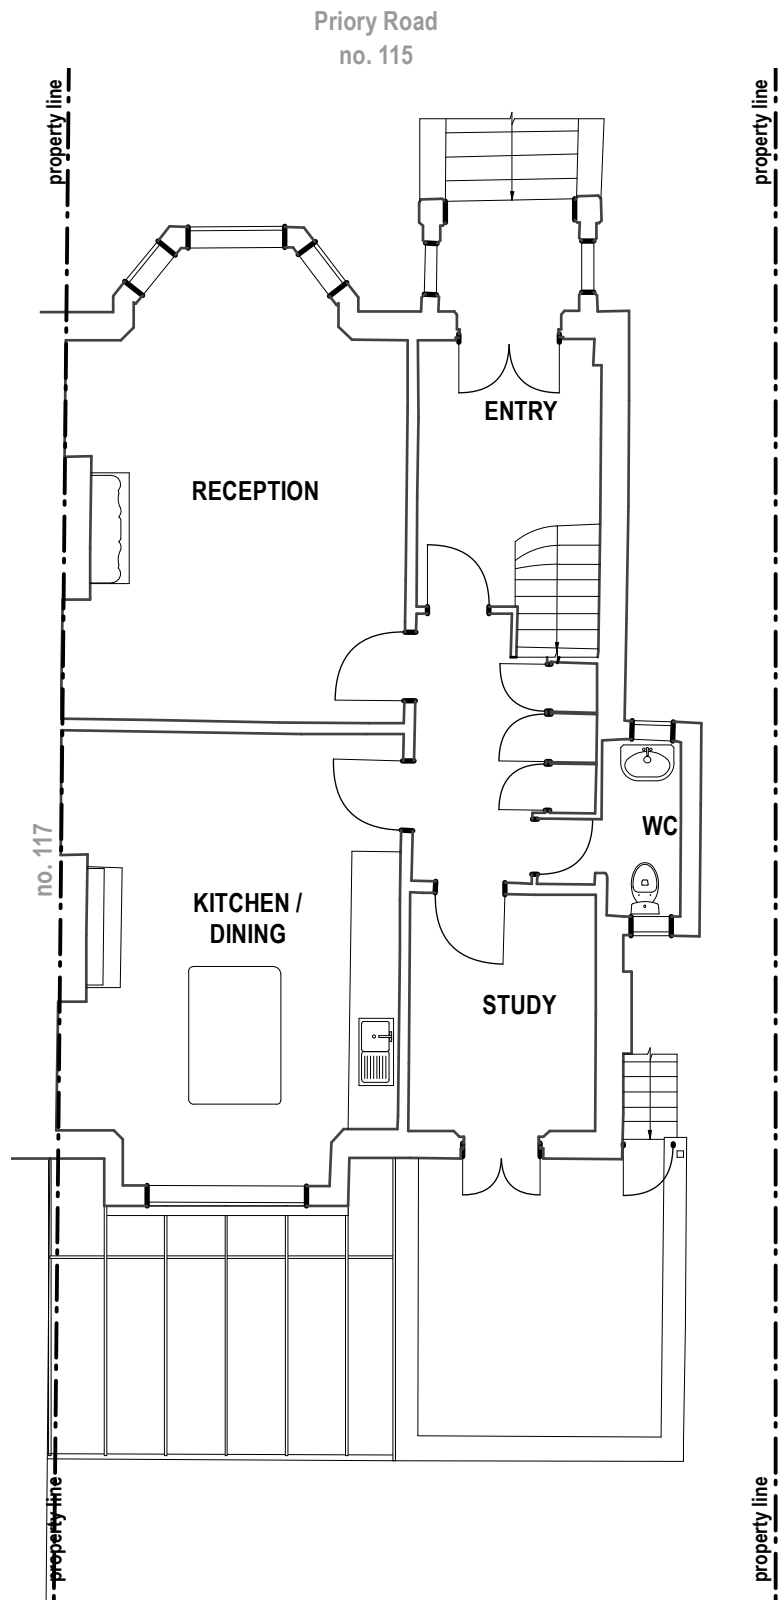 Priory Road
no. 115
property line
property line
ENTRY
RECEPTION
WC
no. 117
KITCHEN /
DINING
STUDY
property line
property line